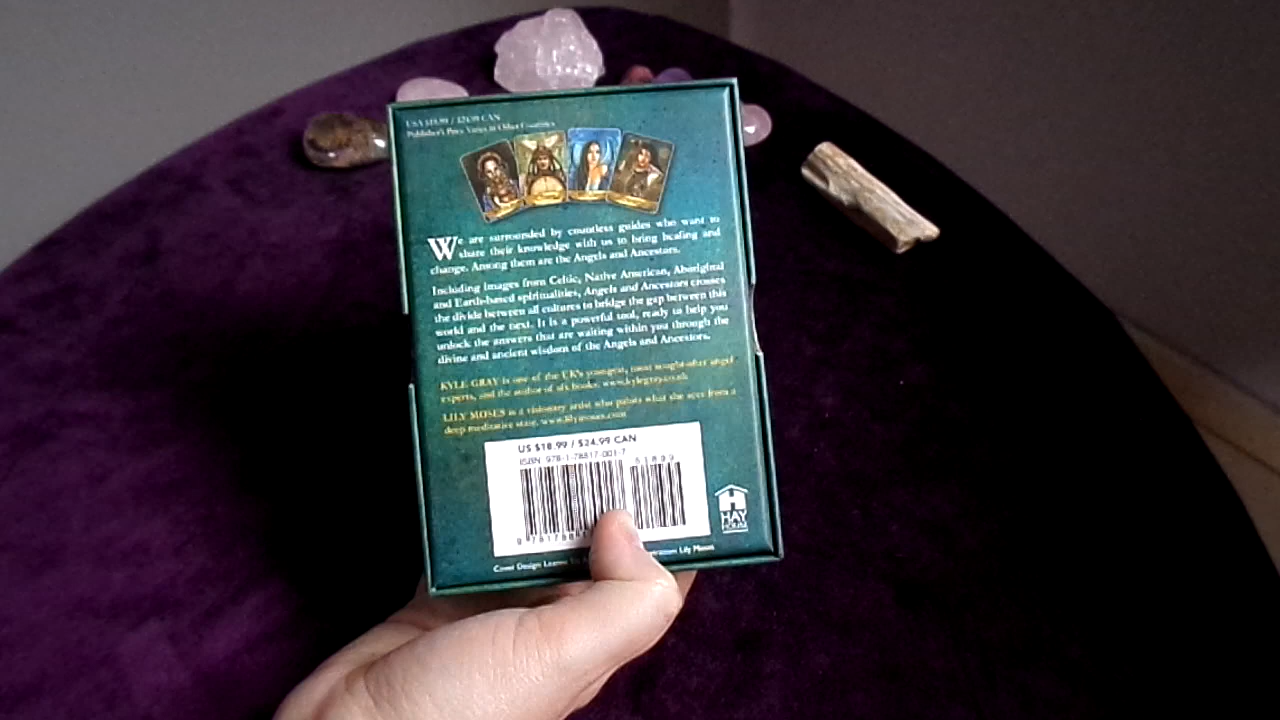 USA $18.99 / $24.99 CAN
Publisher's Price Varies in Other Countries
We are surrounded by countless guides who want to
share their knowledge with us to bring healing and
change. Among them are the Angels and Ancestors.
Including images from Celtic, Native American, Aboriginal
and Earth-based spiritualities, Angels and Ancestors crosses
the divide between all cultures to bridge the gap between this
world and the next. It is a powerful tool, ready to help you
unlock the answers that are waiting within you through the
divine and ancient wisdom of the Angels and Ancestors.
KYLE GRAY is one of the UK's youngest, most sought-after angel
experts, and the author of six books. www.kylegray.co.uk
LILY MOSES is a visionary artist who paints what she sees from a
deep meditative state. www.lilymoses.com
US $18.99 / $24.99 CAN
ISBN 978-1-78817-001-7
51899
9 781788
HAY
HOUSE
Cover Design: Leanne Lily Moses